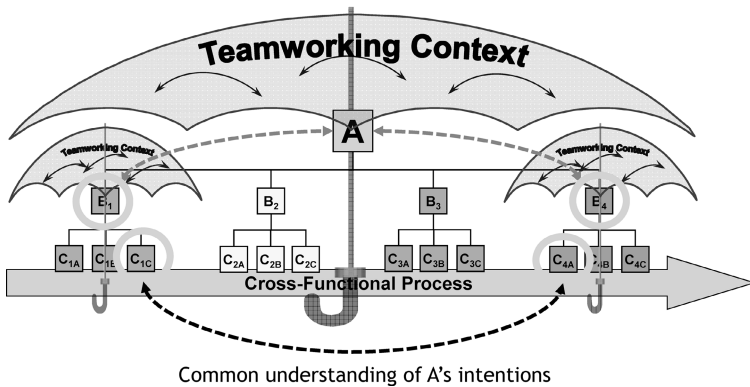 Teamworking Context
A
Teamworking Context
Teamworking Context
B1
B2
B3
B4
C1A C1B C1C
C2A C2B C2C
C3A C3B C3C
C4A C4B C4C
Cross-Functional Process
Common understanding of A's intentions